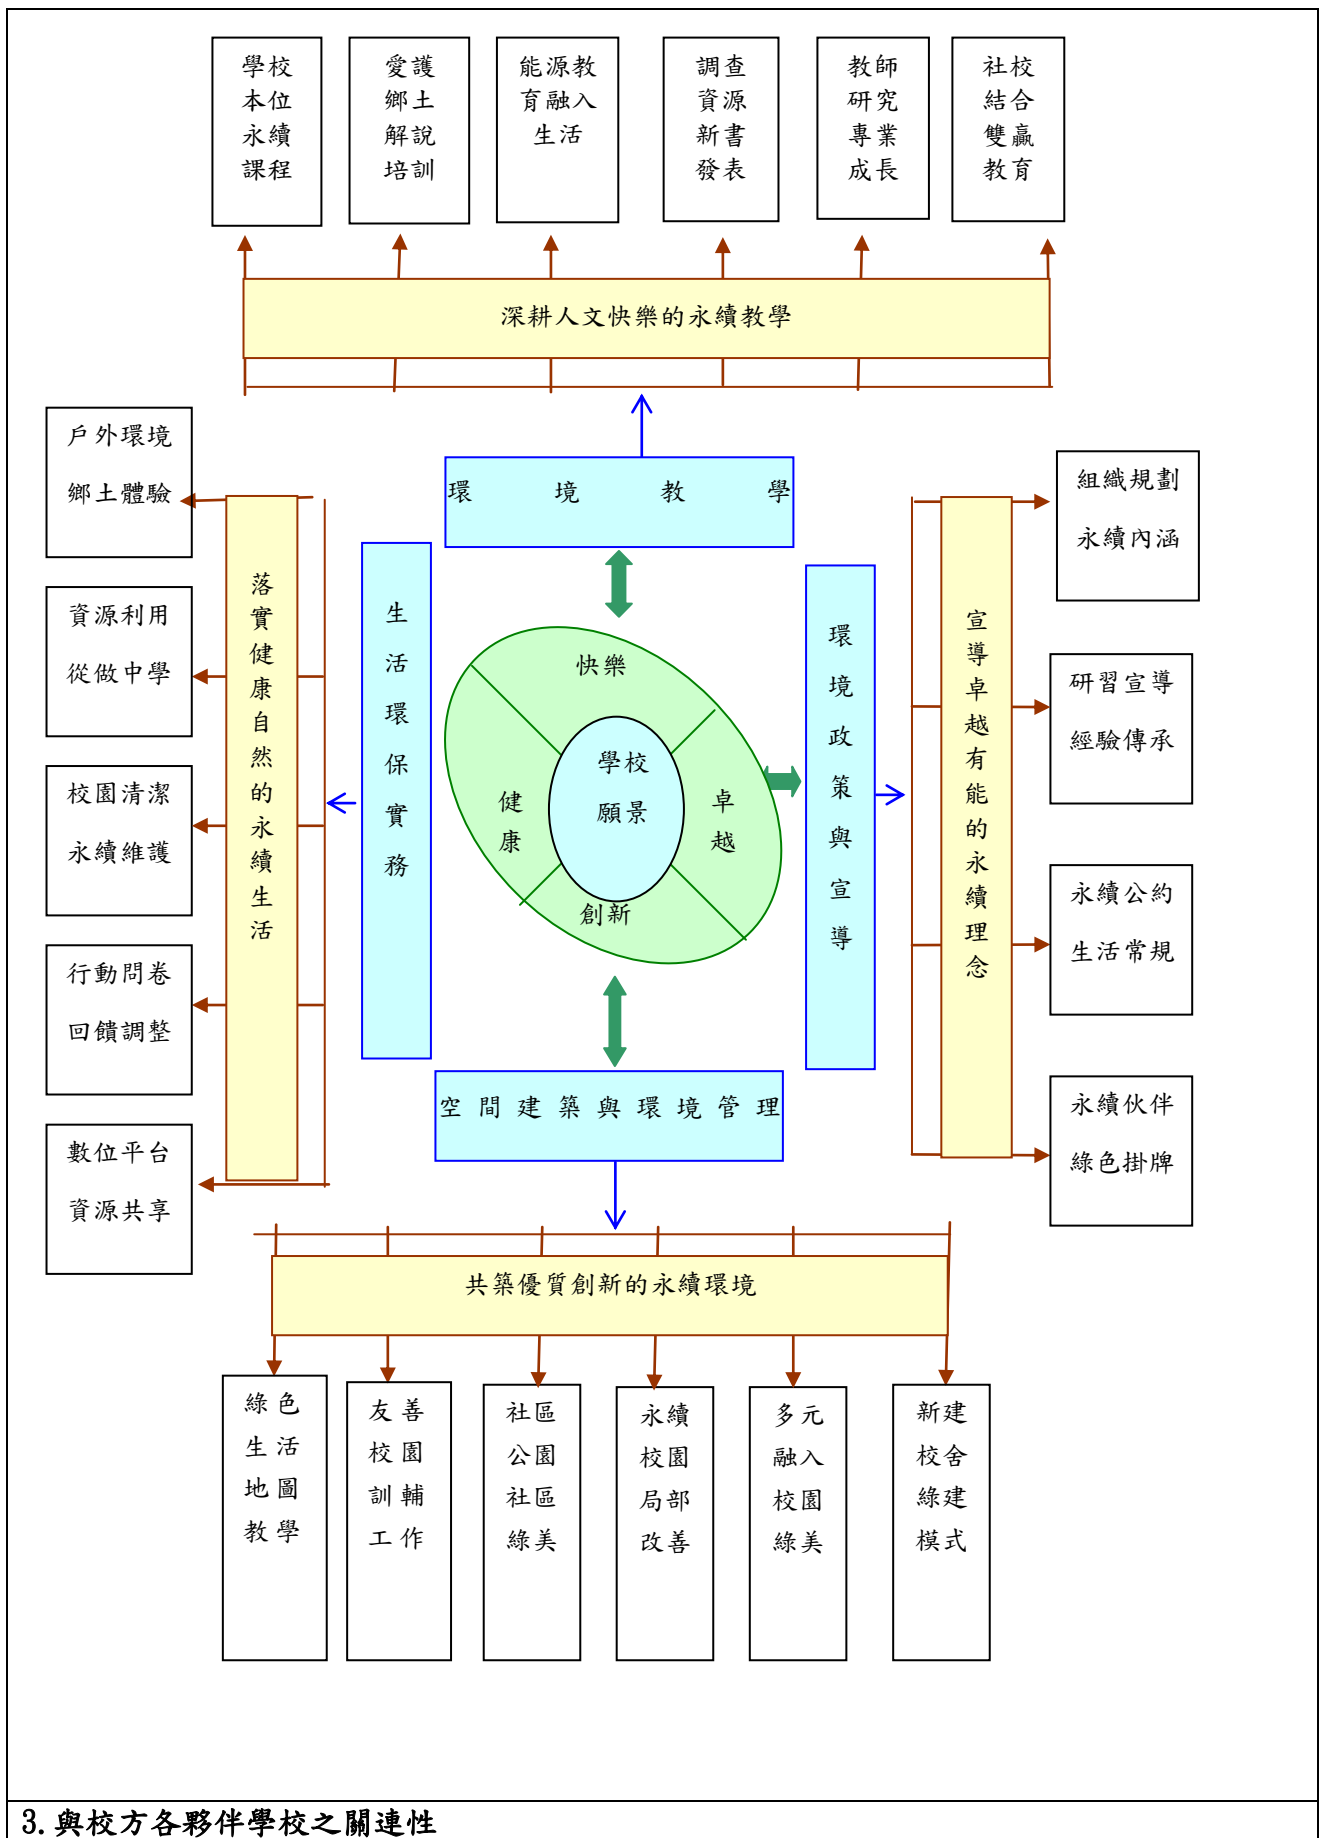 學校
本位
永續
課程
愛護
鄉土
解說
培訓
能源教
育融入
生活
調查
資源
新書
發表
教師
研究
專業
成長
社校
結合
雙贏
教育
深耕人文快樂的永續教學
環境教學
戶外環境
鄉土體驗
資源利用
從做中學
校園清潔
永續維護
行動問卷
回饋調整
數位平台
資源共享
落實健康自然的永續生活
生活環保實務
快樂
健康
學校
願景
卓越
創新
環境政策與宣導
宣導卓越有能的永續理念
組織規劃
永續內涵
研習宣導
經驗傳承
永續公約
生活常規
永續伙伴
綠色掛牌
空間建築與環境管理
共築優質創新的永續環境
綠色
生活
地圖
教學
友善
校園
訓輔
工作
社區
公園
社區
綠美
永續
校園
局部
改善
多元
融入
校園
綠美
新建
校舍
綠建
模式
3.與校方各夥伴學校之關連性